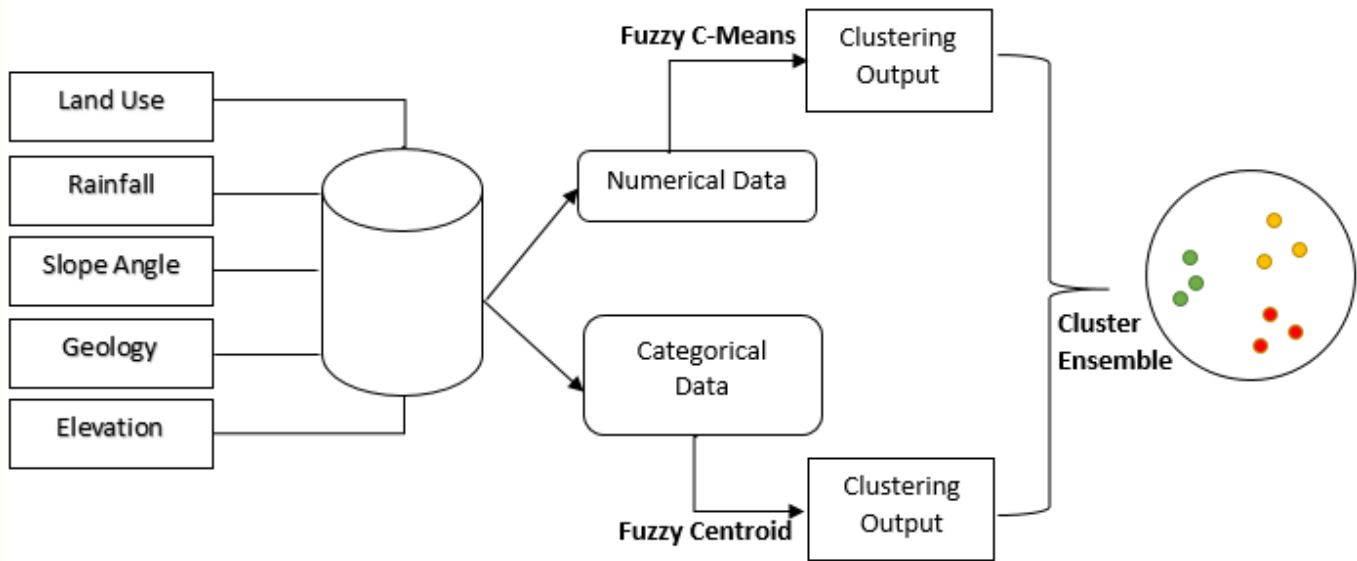 Land Use
Rainfall
Slope Angle
Geology
Elevation
Numerical Data
Categorical
Data
Fuzzy C-Means
Clustering
Output
Fuzzy Centroid
Clustering
Output
Cluster
Ensemble